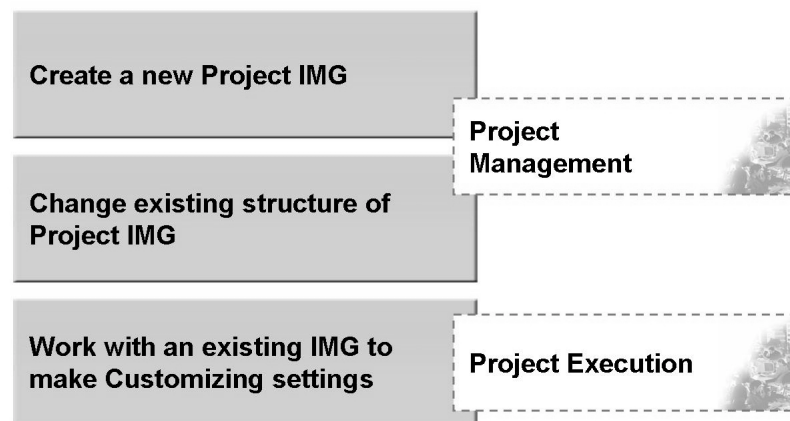 Create a new Project IMG
Project
Management
Change existing structure of
Project IMG
Work with an existing IMG to
make Customizing settings
Project Execution